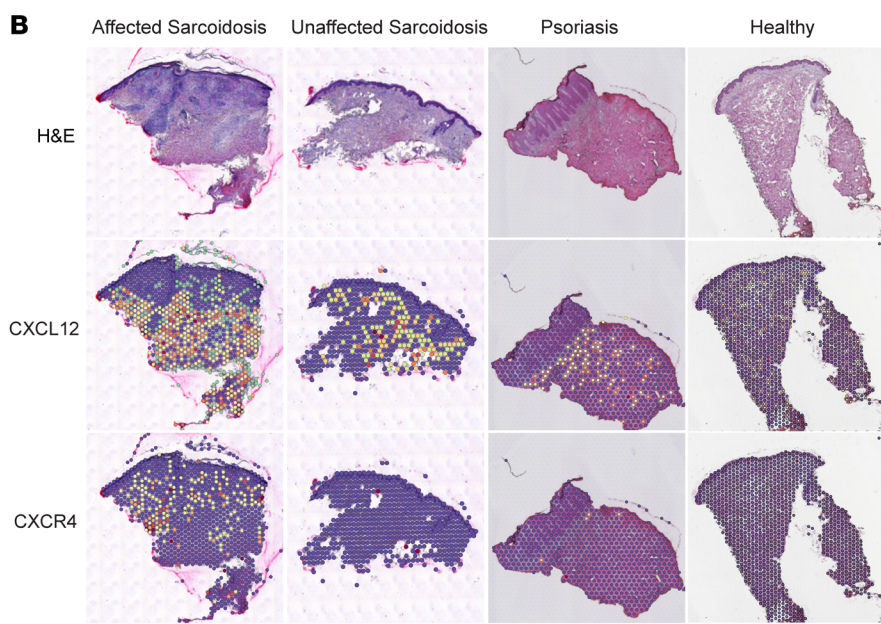 B
Affected Sarcoidosis Unaffected Sarcoidosis Psoriasis Healthy
H&E
CXCL12
CXCR4